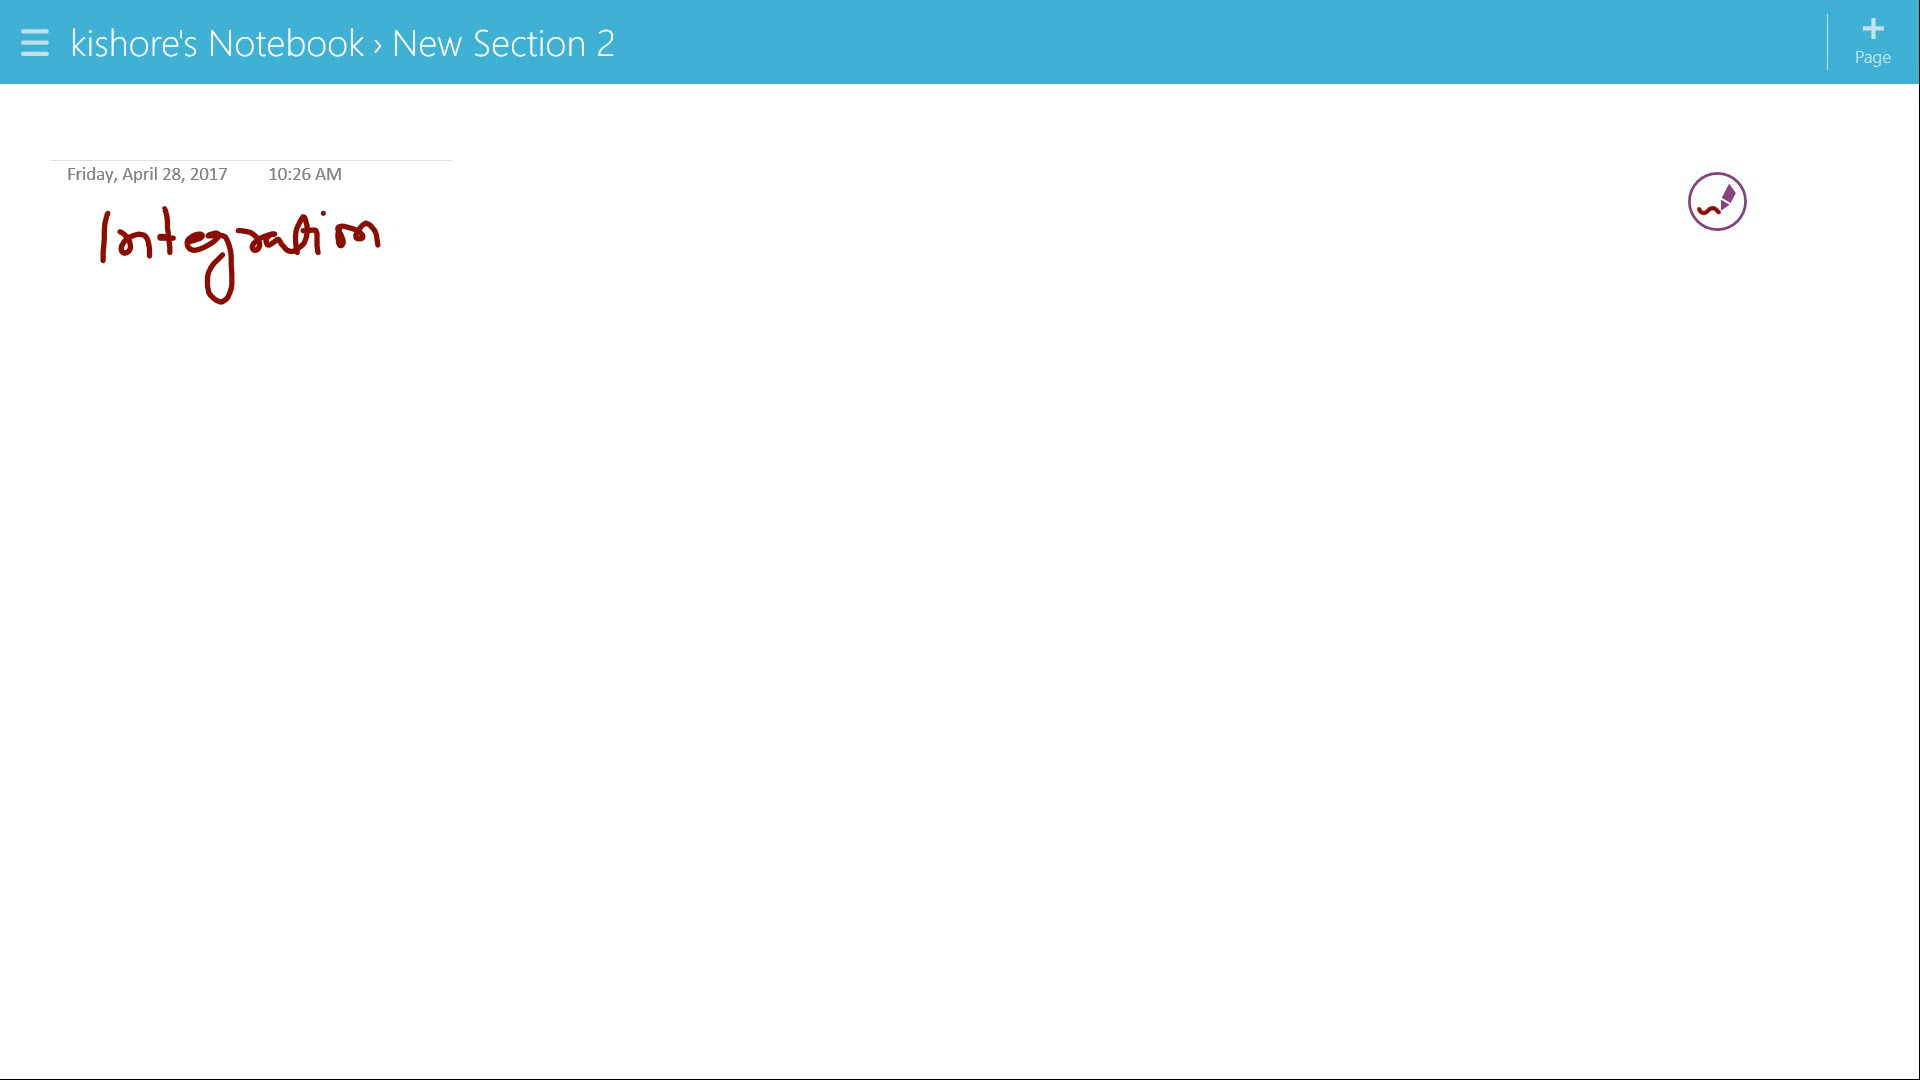 kishore's Notebook › New Section 2
Page
Friday, April 28, 2017 10:26 AM
Integration